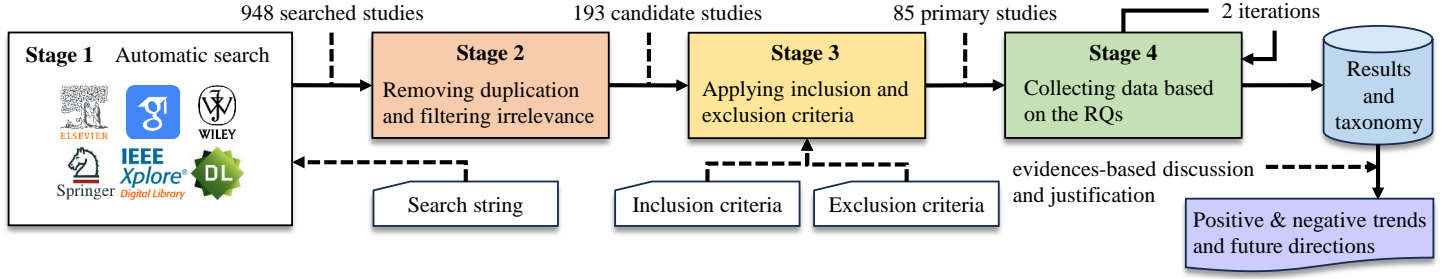 948 searched studies
193 candidate studies
85 primary studies
2 iterations
Stage 1 Automatic search
ELSEVIER
WILEY
Springer
IEEE
Xplore®
Digital Library
DL
Stage 2
Removing duplication
and filtering irrelevance
Stage 3
Applying inclusion and
exclusion criteria
Stage 4
Collecting data based
on the RQs
Results
and
taxonomy
Search string
Inclusion criteria
Exclusion criteria
evidences-based discussion
and justification
Positive & negative trends
and future directions